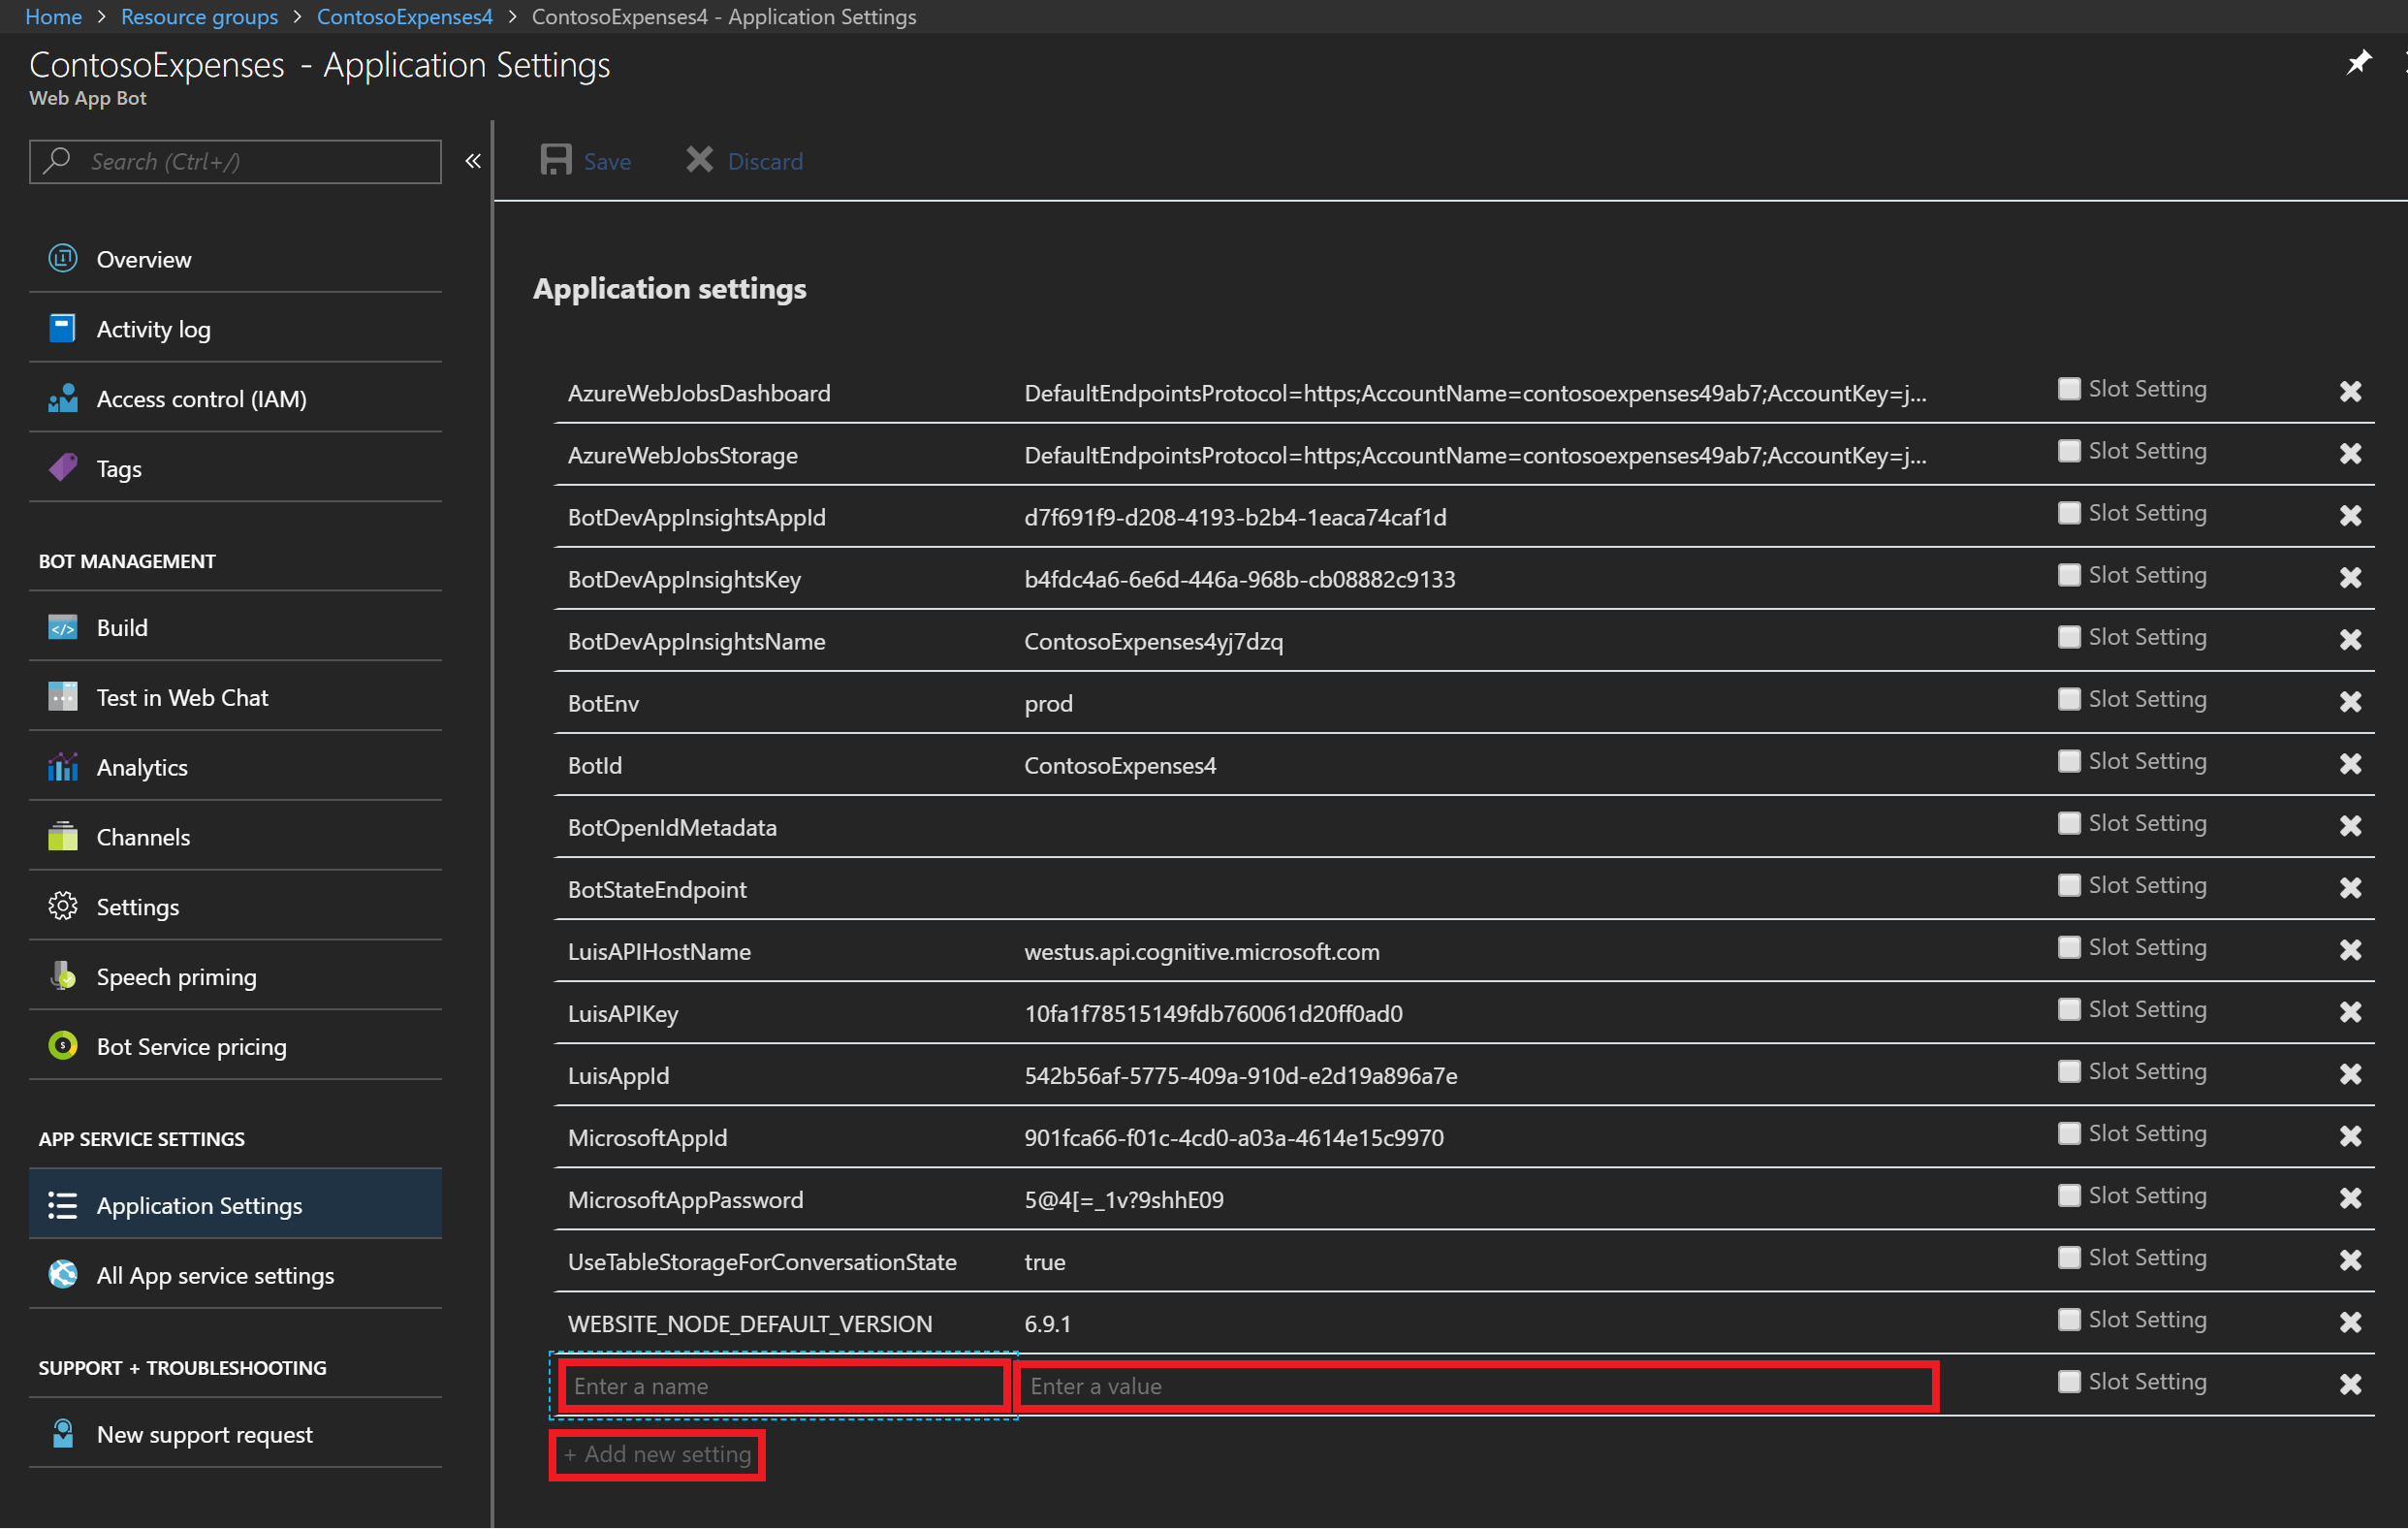 Home > Resource groups > ContosoExpenses4 > ContosoExpenses4 - Application Settings
ContosoExpenses - Application Settings
Web App Bot
Search (Ctrl+/)
Overview
Activity log
Access control (IAM)
Tags
BOT MANAGEMENT
Build
Test in Web Chat
Analytics
Channels
Settings
Speech priming
Bot Service pricing
APP SERVICE SETTINGS
Application Settings
All App service settings
SUPPORT + TROUBLESHOOTING
New support request
Save Discard
Application settings
AzureWebJobsDashboard DefaultEndpointsProtocol=https;AccountName=contosoexpenses49ab7;AccountKey=j... Slot Setting
AzureWebJobsStorage DefaultEndpointsProtocol=https;AccountName=contosoexpenses49ab7;AccountKey=j... Slot Setting
BotDevAppInsightsAppId d7f691f9-d208-4193-b2b4-1eaca74caf1d Slot Setting
BotDevAppInsightsKey b4fdc4a6-6e6d-446a-968b-cb08882c9133 Slot Setting
BotDevAppInsightsName ContosoExpenses4yj7dzq Slot Setting
BotEnv prod Slot Setting
BotId ContosoExpenses4 Slot Setting
BotOpenIdMetadata Slot Setting
BotStateEndpoint Slot Setting
LuisAPIHostName westus.api.cognitive.microsoft.com Slot Setting
LuisAPIKey 10fa1f78515149fdb760061d20ff0ad0 Slot Setting
LuisAppId 542b56af-5775-409a-910d-e2d19a896a7e Slot Setting
MicrosoftAppId 901fca66-f01c-4cd0-a03a-4614e15c9970 Slot Setting
MicrosoftAppPassword 5@4[=_1v?9shhE09 Slot Setting
UseTableStorageForConversationState true Slot Setting
WEBSITE_NODE_DEFAULT_VERSION 6.9.1 Slot Setting
Enter a name Enter a value Slot Setting
+ Add new setting